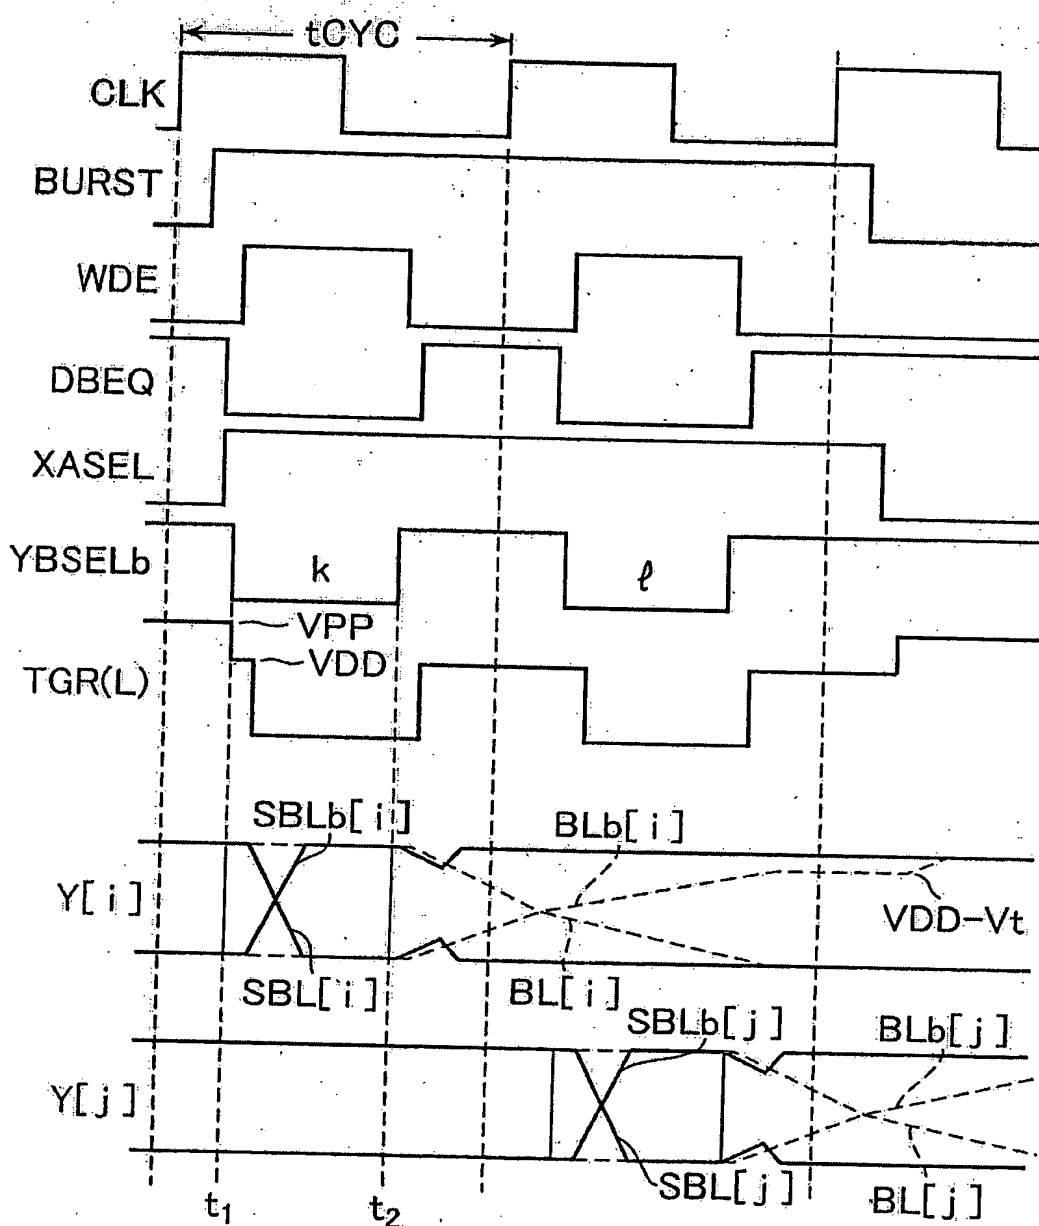 tCYC
CLK
BURST
WDE
DBEQ
XASEL
YBSELb
k
ℓ
VPP
VDD
TGR(L)
SBLb[i]
BLb[i]
Y[i]
VDD-Vt
SBL[i]
BL[i]
SBLb[j]
BLb[j]
Y[j]
SBL[j]
BL[j]
t1
t2